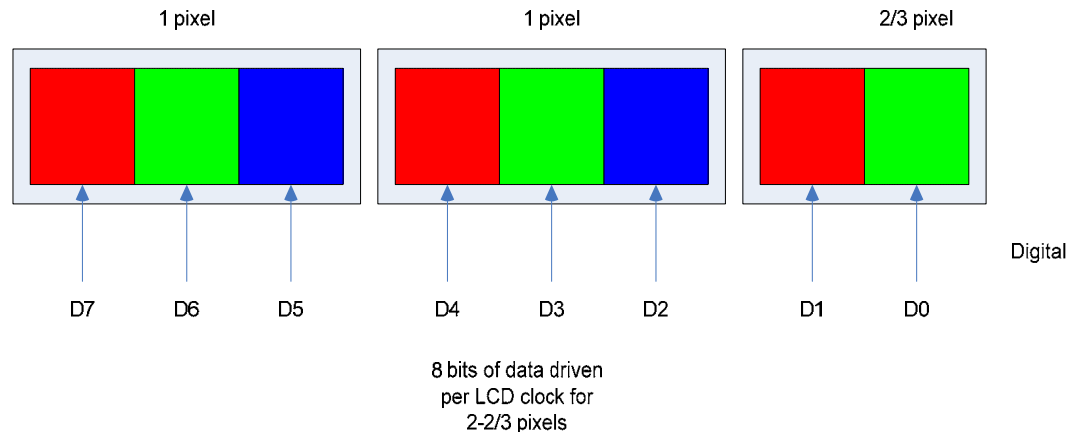 1 pixel 1 pixel 2/3 pixel
Digital
D7 D6 D5 D4 D3 D2 D1 D0
8 bits of data driven
per LCD clock for
2-2/3 pixels